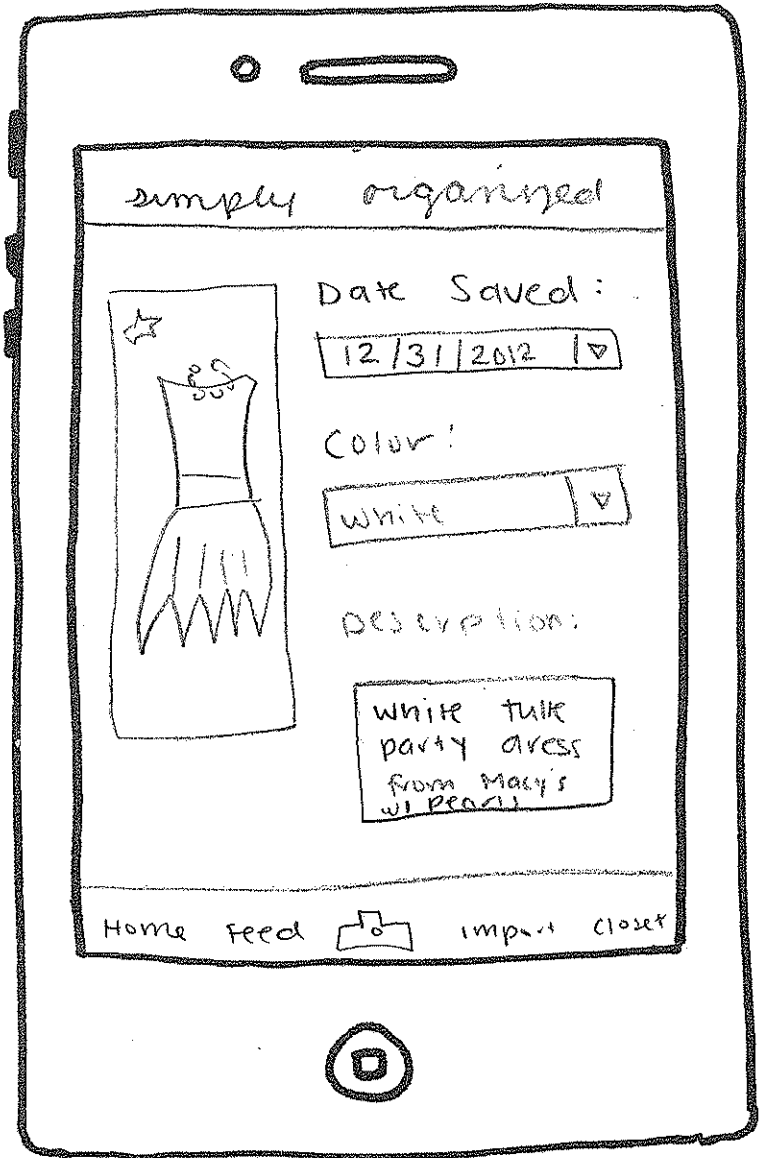 simply organized
Date Saved:
12/31/2012
Color:
white
Description:
white tulle
party dress
from Macy's
w/ pearls
Home Feed Import Closet